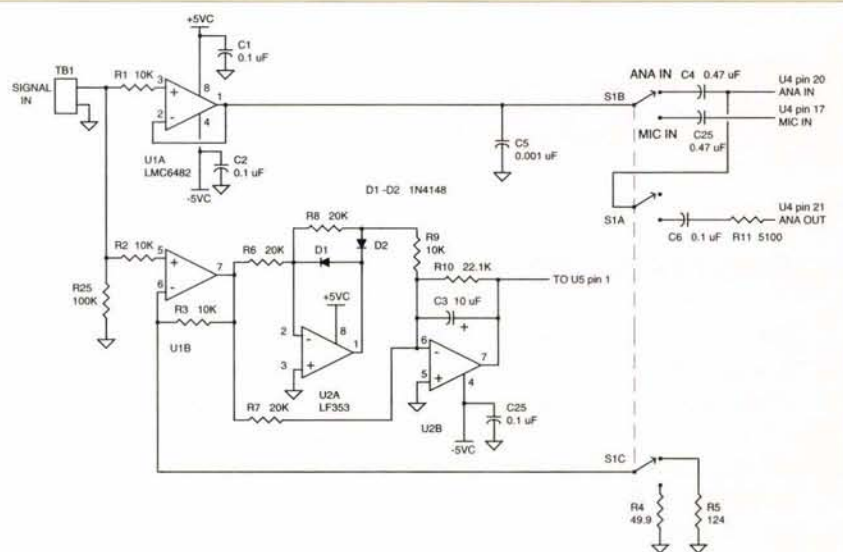 +5VC
C1
0.1 uF
TB1
SIGNAL
IN
R1 10K
3
+
8
1
2
-
4
U1A
LMC6482
C2
0.1 uF
-5VC
ANA IN
C4 0.47 uF
U4 pin 20
ANA IN
S1B
U4 pin 17
MIC IN
MIC IN
C25
0.47 uF
C5
0.001 uF
D1 -D2 1N4148
S1A
U4 pin 21
ANA OUT
C6 0.1 uF R11 5100
R8 20K
D2
R9
10K
R2 10K
5
+
7
6
-
R6 20K
D1
R10 22.1K
TO U5 pin 1
R25
100K
R3 10K
U1B
+5VC
8
C3 10 uF
+
2
-
1
3
+
U2A
LF353
6
-
7
5
+
4
U2B
R7 20K
C25
0.1 uF
-5VC
S1C
R4
49.9
R5
124